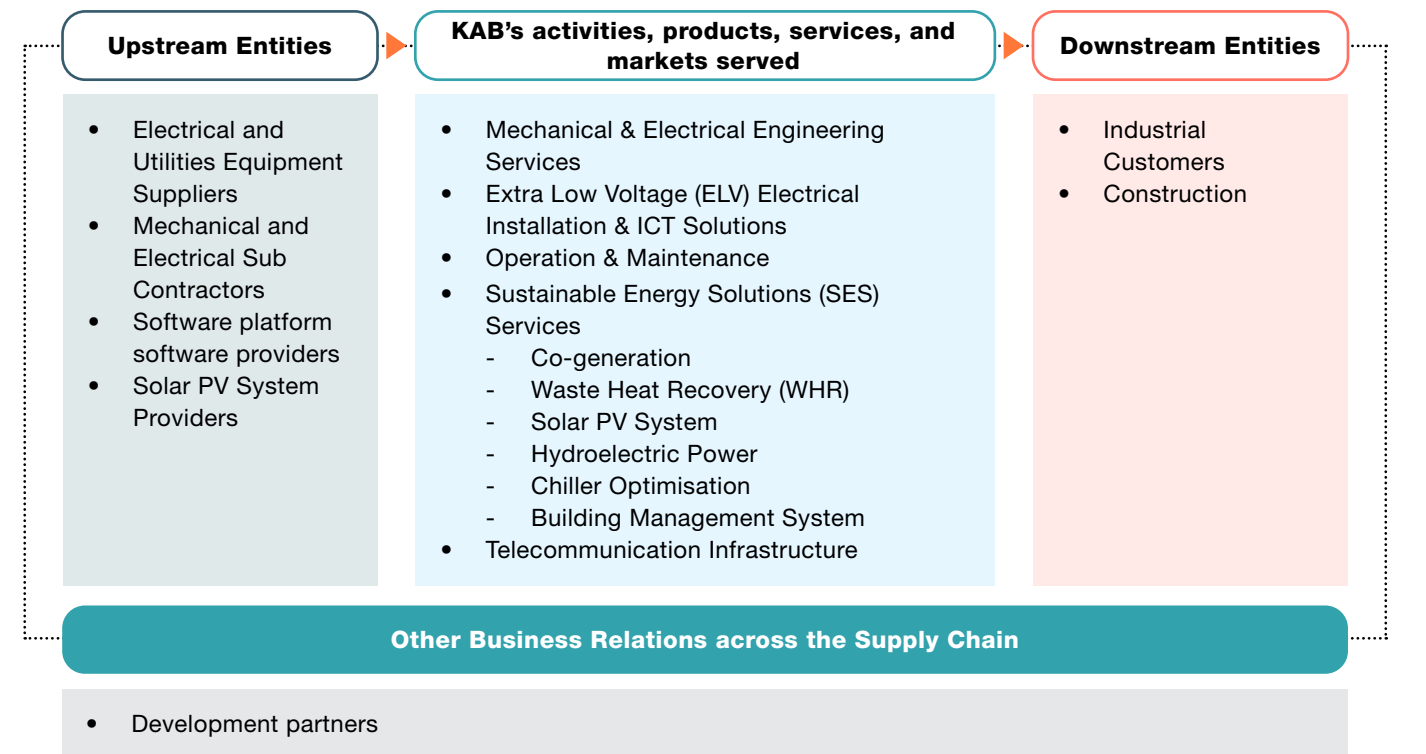 Upstream Entities
KAB’s activities, products, services, and
markets served
Downstream Entities
• Electrical and
Utilities Equipment
Suppliers
• Mechanical and
Electrical Sub
Contractors
• Software platform
software providers
• Solar PV System
Providers
• Mechanical & Electrical Engineering
Services
• Extra Low Voltage (ELV) Electrical
Installation & ICT Solutions
• Operation & Maintenance
• Sustainable Energy Solutions (SES)
Services
- Co-generation
- Waste Heat Recovery (WHR)
- Solar PV System
- Hydroelectric Power
- Chiller Optimisation
- Building Management System
• Telecommunication Infrastructure
• Industrial
Customers
• Construction
Other Business Relations across the Supply Chain
• Development partners